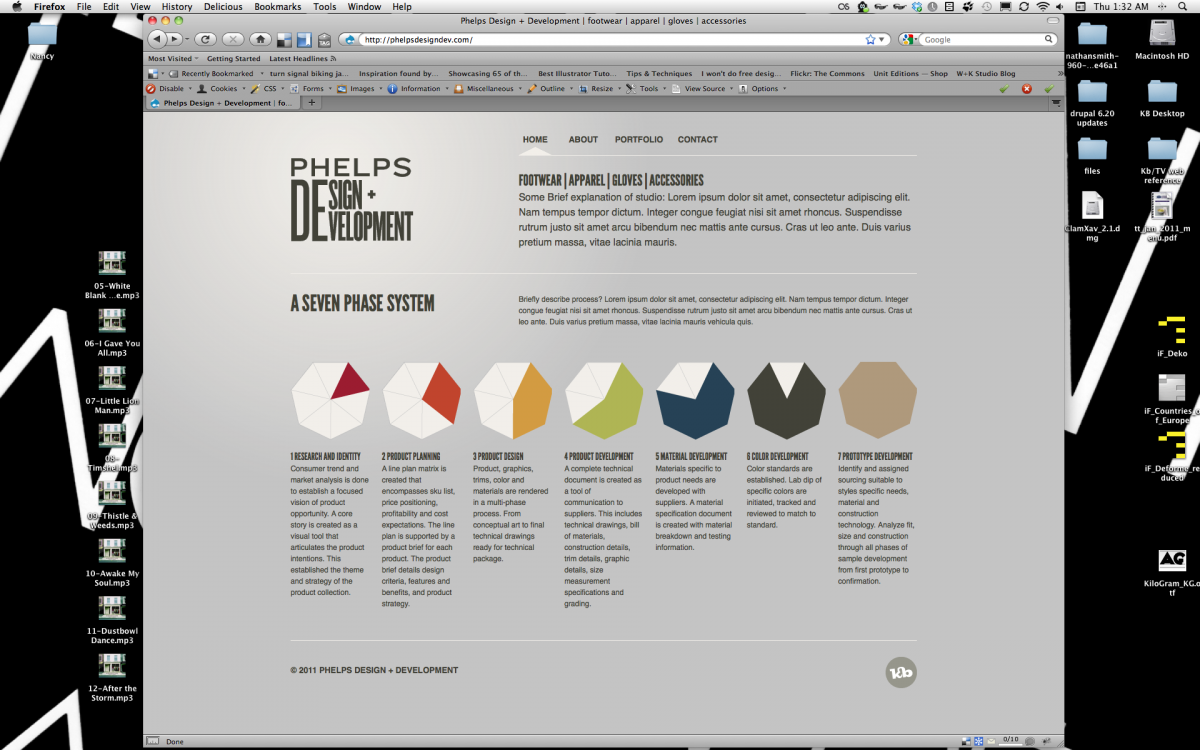 Firefox File Edit View History Delicious Bookmarks Tools Window Help
Thu 1:32 AM
Phelps Design + Development | footwear | apparel | gloves | accessories
http://phelpsdesigndev.com/
Google
Most Visited Getting Started Latest Headlines
Recently Bookmarked turn signal biking ja... Inspiration found by... Showcasing 65 of th... Best Illustrator Tuto... Tips & Techniques I won't do free desig... Flickr: The Commons Unit Editions — Shop W+K Studio Blog
Disable Cookies CSS Forms Images Information Miscellaneous Outline Resize Tools View Source Options
Phelps Design + Development | fo...
HOME ABOUT PORTFOLIO CONTACT
PHELPS
DESIGN +
DEVELOPMENT
FOOTWEAR | APPAREL | GLOVES | ACCESSORIES
Some Brief explanation of studio: Lorem ipsum dolor sit amet, consectetur adipiscing elit.
Nam tempus tempor dictum. Integer congue feugiat nisi sit amet rhoncus. Suspendisse
rutrum justo sit amet arcu bibendum nec mattis ante cursus. Cras ut leo ante. Duis varius
pretium massa, vitae lacinia mauris.
A SEVEN PHASE SYSTEM
Briefly describe process? Lorem ipsum dolor sit amet, consectetur adipiscing elit. Nam tempus tempor dictum. Integer
congue feugiat nisi sit amet rhoncus. Suspendisse rutrum justo sit amet arcu bibendum nec mattis ante cursus. Cras ut
leo ante. Duis varius pretium massa, vitae lacinia mauris vehicula quis.
1 RESEARCH AND IDENTITY
Consumer trend and
market analysis is done
to establish a focused
vision of product
opportunity. A core
story is created as a
visual tool that
articulates the product
intentions. This
established the theme
and strategy of the
product collection.
2 PRODUCT PLANNING
A line plan matrix is
created that
encompasses sku list,
price positioning,
profitability and cost
expectations. The line
plan is supported by a
product brief for each
product. The product
brief details design
criteria, features and
benefits, and product
strategy.
3 PRODUCT DESIGN
Product, graphics,
trims, color and
materials are rendered
in a multi-phase
process. From
conceptual art to final
technical drawings
ready for technical
package.
4 PRODUCT DEVELOPMENT
A complete technical
document is created as
a tool of
communication to
suppliers. This includes
technical drawings, bill
of materials,
construction details,
trim details, graphic
details, size
measurement
specifications and
grading.
5 MATERIAL DEVELOPMENT
Materials specific to
product needs are
developed with
suppliers. A material
specification document
is created with material
breakdown and testing
information.
6 COLOR DEVELOPMENT
Color standards are
established. Lab dip of
specific colors are
initiated, tracked and
reviewed to match to
standard.
7 PROTOTYPE DEVELOPMENT
Identify and assigned
sourcing suitable to
styles specific needs,
material and
construction
technology. Analyze fit,
size and construction
through all phases of
sample development
from first prototype to
confirmation.
© 2011 PHELPS DESIGN + DEVELOPMENT
kb
Done
0/10
Nancy
05-White
Blank ...e.mp3
06-I Gave You
All.mp3
07-Little Lion
Man.mp3
08-
Timshel.mp3
09-Thistle &
Weeds.mp3
10-Awake My
Soul.mp3
11-Dustbowl
Dance.mp3
12-After the
Storm.mp3
nathansmith-
960-...e46a1
Macintosh HD
drupal 6.20
updates
KB Desktop
files
Kb/TV web
reference
ClamXav_2.1.d
mg
tt_jan_2011_m
enu.pdf
iF_Deko
iF_Countries_o
f_Europe
iF_Deforme_re
duced
AG
KiloGram_KG.o
tf